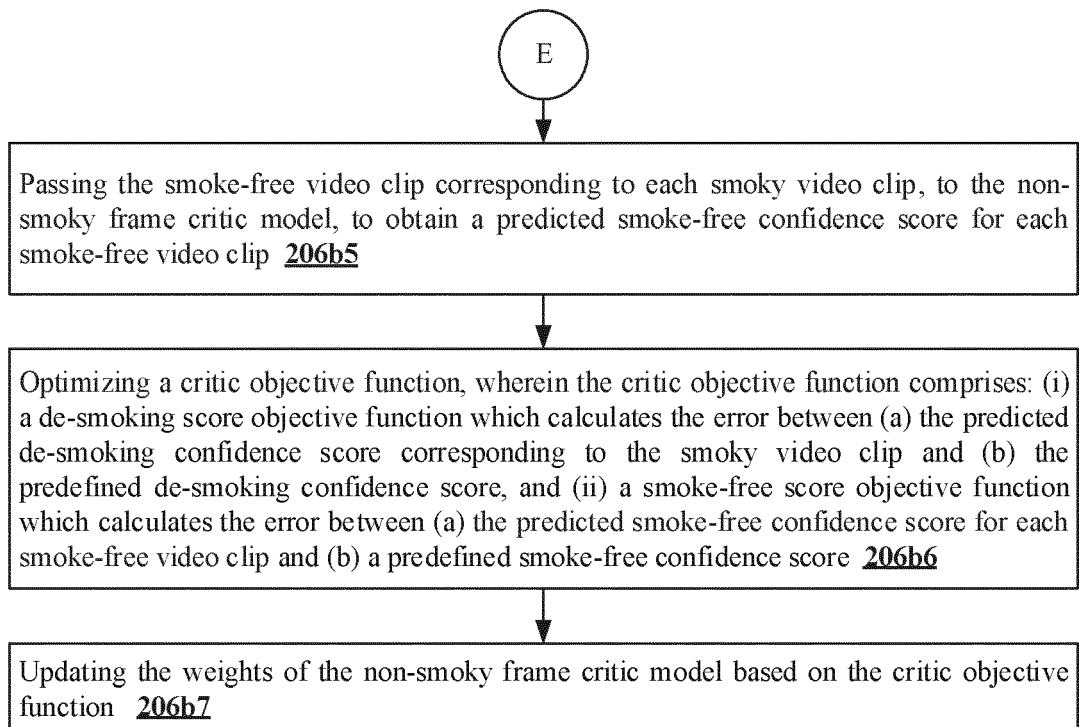 E
Passing the smoke-free video clip corresponding to each smoky video clip, to the non-
smoky frame critic model, to obtain a predicted smoke-free confidence score for each
smoke-free video clip 206b5
Optimizing a critic objective function, wherein the critic objective function comprises: (i)
a de-smoking score objective function which calculates the error between (a) the predicted
de-smoking confidence score corresponding to the smoky video clip and (b) the
predefined de-smoking confidence score, and (ii) a smoke-free score objective function
which calculates the error between (a) the predicted smoke-free confidence score for each
smoke-free video clip and (b) a predefined smoke-free confidence score 206b6
Updating the weights of the non-smoky frame critic model based on the critic objective
function 206b7